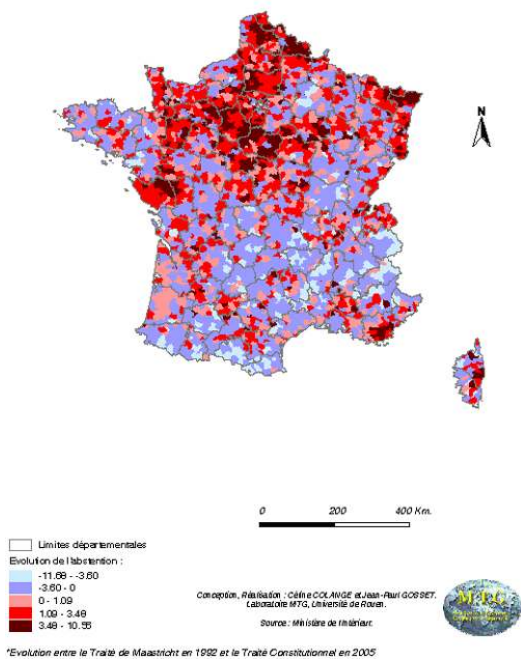 N
0 200 400 Km.
Limites départementales
Evolution de l'abstention :
-11.68 - -3.60
-3.60 - 0
0 - 1.09
1.09 - 3.48
3.48 - 10.55
Conception, Réalisation : Céline COLANGE et Jean-Paul GOSSET.
Laboratoire MTG, Université de Rouen.
Source : Ministère de l'Intérieur.
MTG
*Evolution entre le Traité de Maastricht en 1992 et le Traité Constitutionnel en 2005